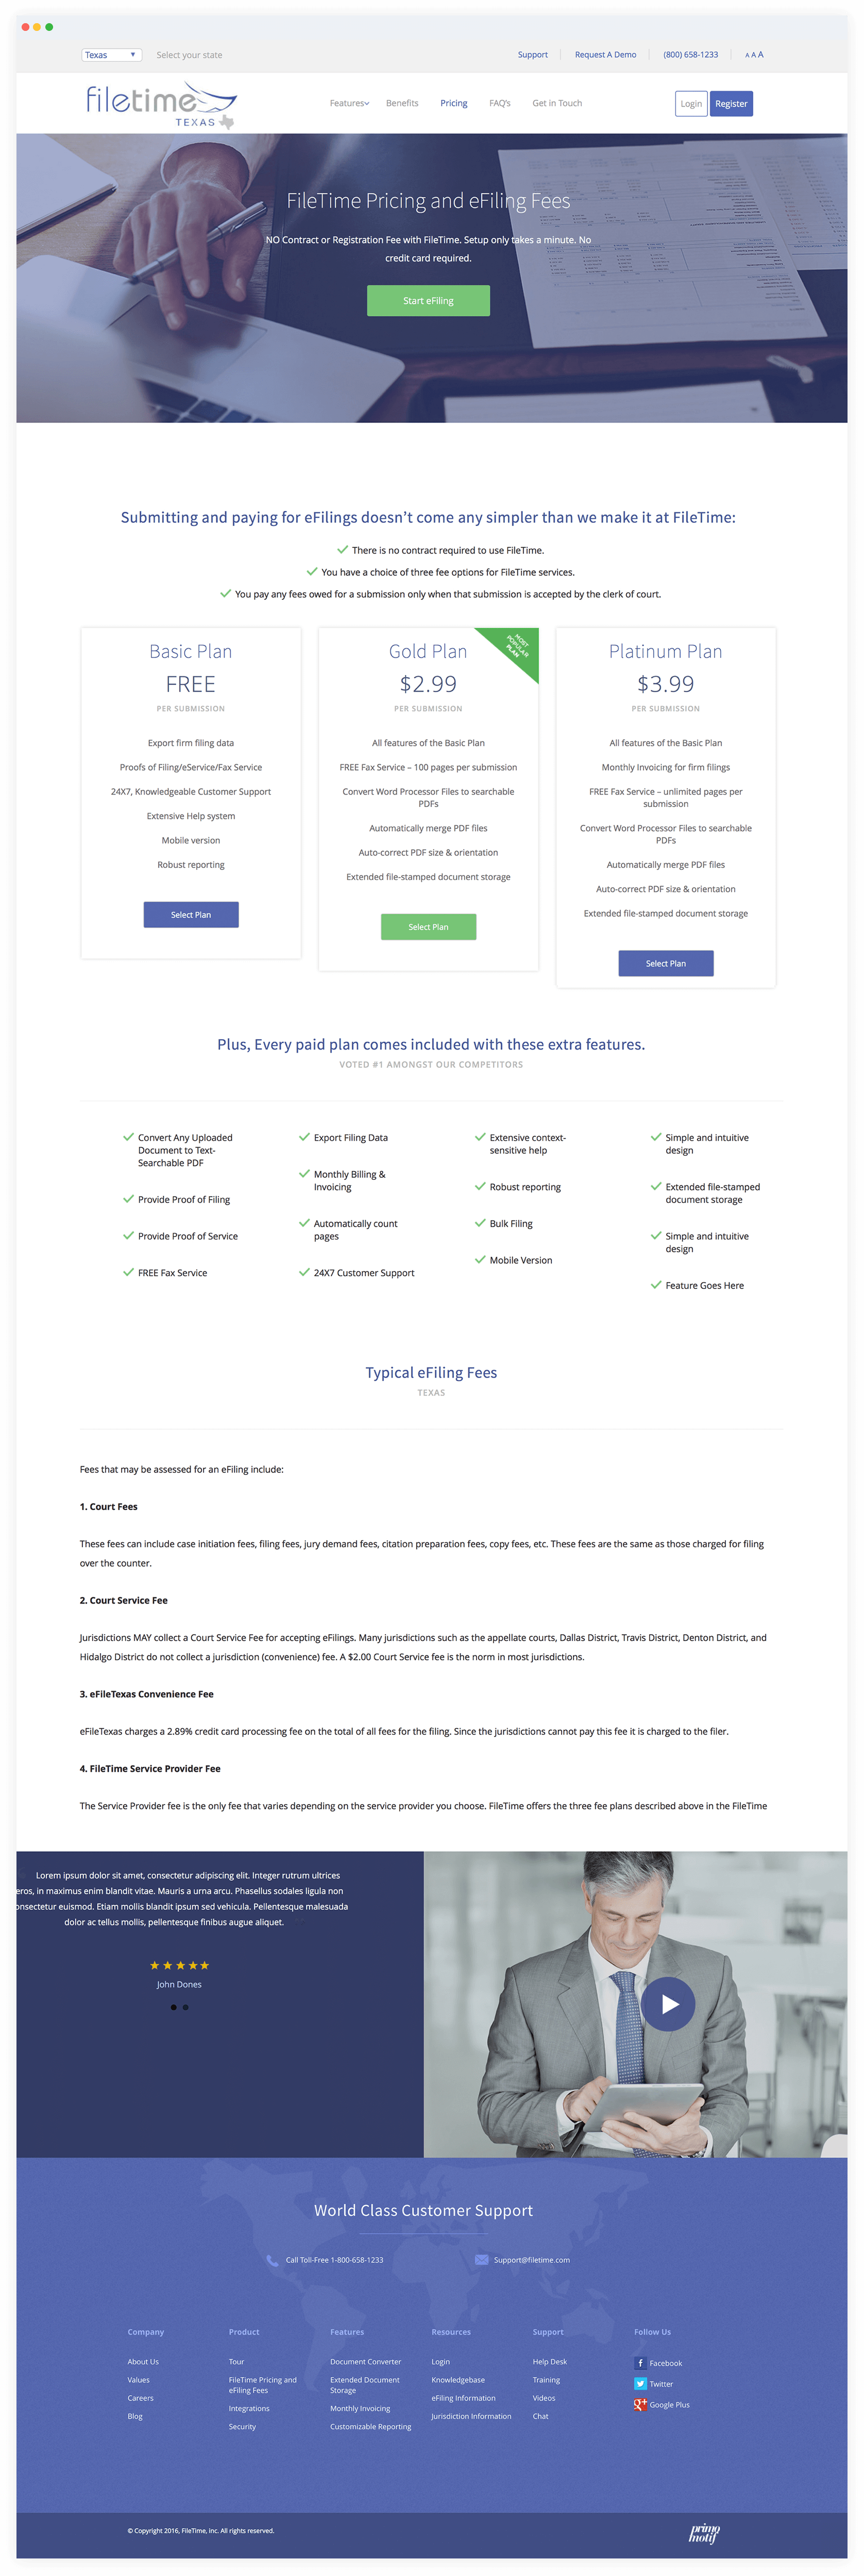 Texas ▼
Select your state
Support
Request A Demo
(800) 658-1233
A A A
filetime
TEXAS
Features
Benefits
Pricing
FAQ's
Get in Touch
Login
Register
FileTime Pricing and eFiling Fees
NO Contract or Registration Fee with FileTime. Setup only takes a minute. No
credit card required.
Start eFiling
Submitting and paying for eFilings doesn't come any simpler than we make it at FileTime:
There is no contract required to use FileTime.
You have a choice of three fee options for FileTime services.
You pay any fees owed for a submission only when that submission is accepted by the clerk of court.
Basic Plan
FREE
PER SUBMISSION
Export firm filing data
Proofs of Filing/eService/Fax Service
24X7, Knowledgeable Customer Support
Extensive Help system
Mobile version
Robust reporting
Select Plan
Gold Plan
MOST
POPULAR
PLAN
$2.99
PER SUBMISSION
All features of the Basic Plan
FREE Fax Service – 100 pages per submission
Convert Word Processor Files to searchable
PDFs
Automatically merge PDF files
Auto-correct PDF size & orientation
Extended file-stamped document storage
Select Plan
Platinum Plan
$3.99
PER SUBMISSION
All features of the Basic Plan
Monthly Invoicing for firm filings
FREE Fax Service – unlimited pages per
submission
Convert Word Processor Files to searchable
PDFs
Automatically merge PDF files
Auto-correct PDF size & orientation
Extended file-stamped document storage
Select Plan
Plus, Every paid plan comes included with these extra features.
VOTED #1 AMONGST OUR COMPETITORS
Convert Any Uploaded
Document to Text-
Searchable PDF
Provide Proof of Filing
Provide Proof of Service
FREE Fax Service
Export Filing Data
Monthly Billing &
Invoicing
Automatically count
pages
24X7 Customer Support
Extensive context-
sensitive help
Robust reporting
Bulk Filing
Mobile Version
Simple and intuitive
design
Extended file-stamped
document storage
Simple and intuitive
design
Feature Goes Here
Typical eFiling Fees
TEXAS
Fees that may be assessed for an eFiling include:
1. Court Fees
These fees can include case initiation fees, filing fees, jury demand fees, citation preparation fees, copy fees, etc. These fees are the same as those charged for filing
over the counter.
2. Court Service Fee
Jurisdictions MAY collect a Court Service Fee for accepting eFilings. Many jurisdictions such as the appellate courts, Dallas District, Travis District, Denton District, and
Hidalgo District do not collect a jurisdiction (convenience) fee. A $2.00 Court Service fee is the norm in most jurisdictions.
3. eFileTexas Convenience Fee
eFileTexas charges a 2.89% credit card processing fee on the total of all fees for the filing. Since the jurisdictions cannot pay this fee it is charged to the filer.
4. FileTime Service Provider Fee
The Service Provider fee is the only fee that varies depending on the service provider you choose. FileTime offers the three fee plans described above in the FileTime
Lorem ipsum dolor sit amet, consectetur adipiscing elit. Integer rutrum ultrices
eros, in maximus enim blandit vitae. Mauris a urna arcu. Phasellus sodales ligula non
onsectetur euismod. Etiam mollis blandit ipsum sed vehicula. Pellentesque malesuada
dolor ac tellus mollis, pellentesque finibus augue aliquet.
John Dones
World Class Customer Support
Call Toll-Free 1-800-658-1233
Support@filetime.com
Company
About Us
Values
Careers
Blog
Product
Tour
FileTime Pricing and
eFiling Fees
Integrations
Security
Features
Document Converter
Extended Document
Storage
Monthly Invoicing
Customizable Reporting
Resources
Login
Knowledgebase
eFiling Information
Jurisdiction Information
Support
Help Desk
Training
Videos
Chat
Follow Us
Facebook
Twitter
Google Plus
© Copyright 2016, FileTime, inc. All rights reserved.
primo
motif